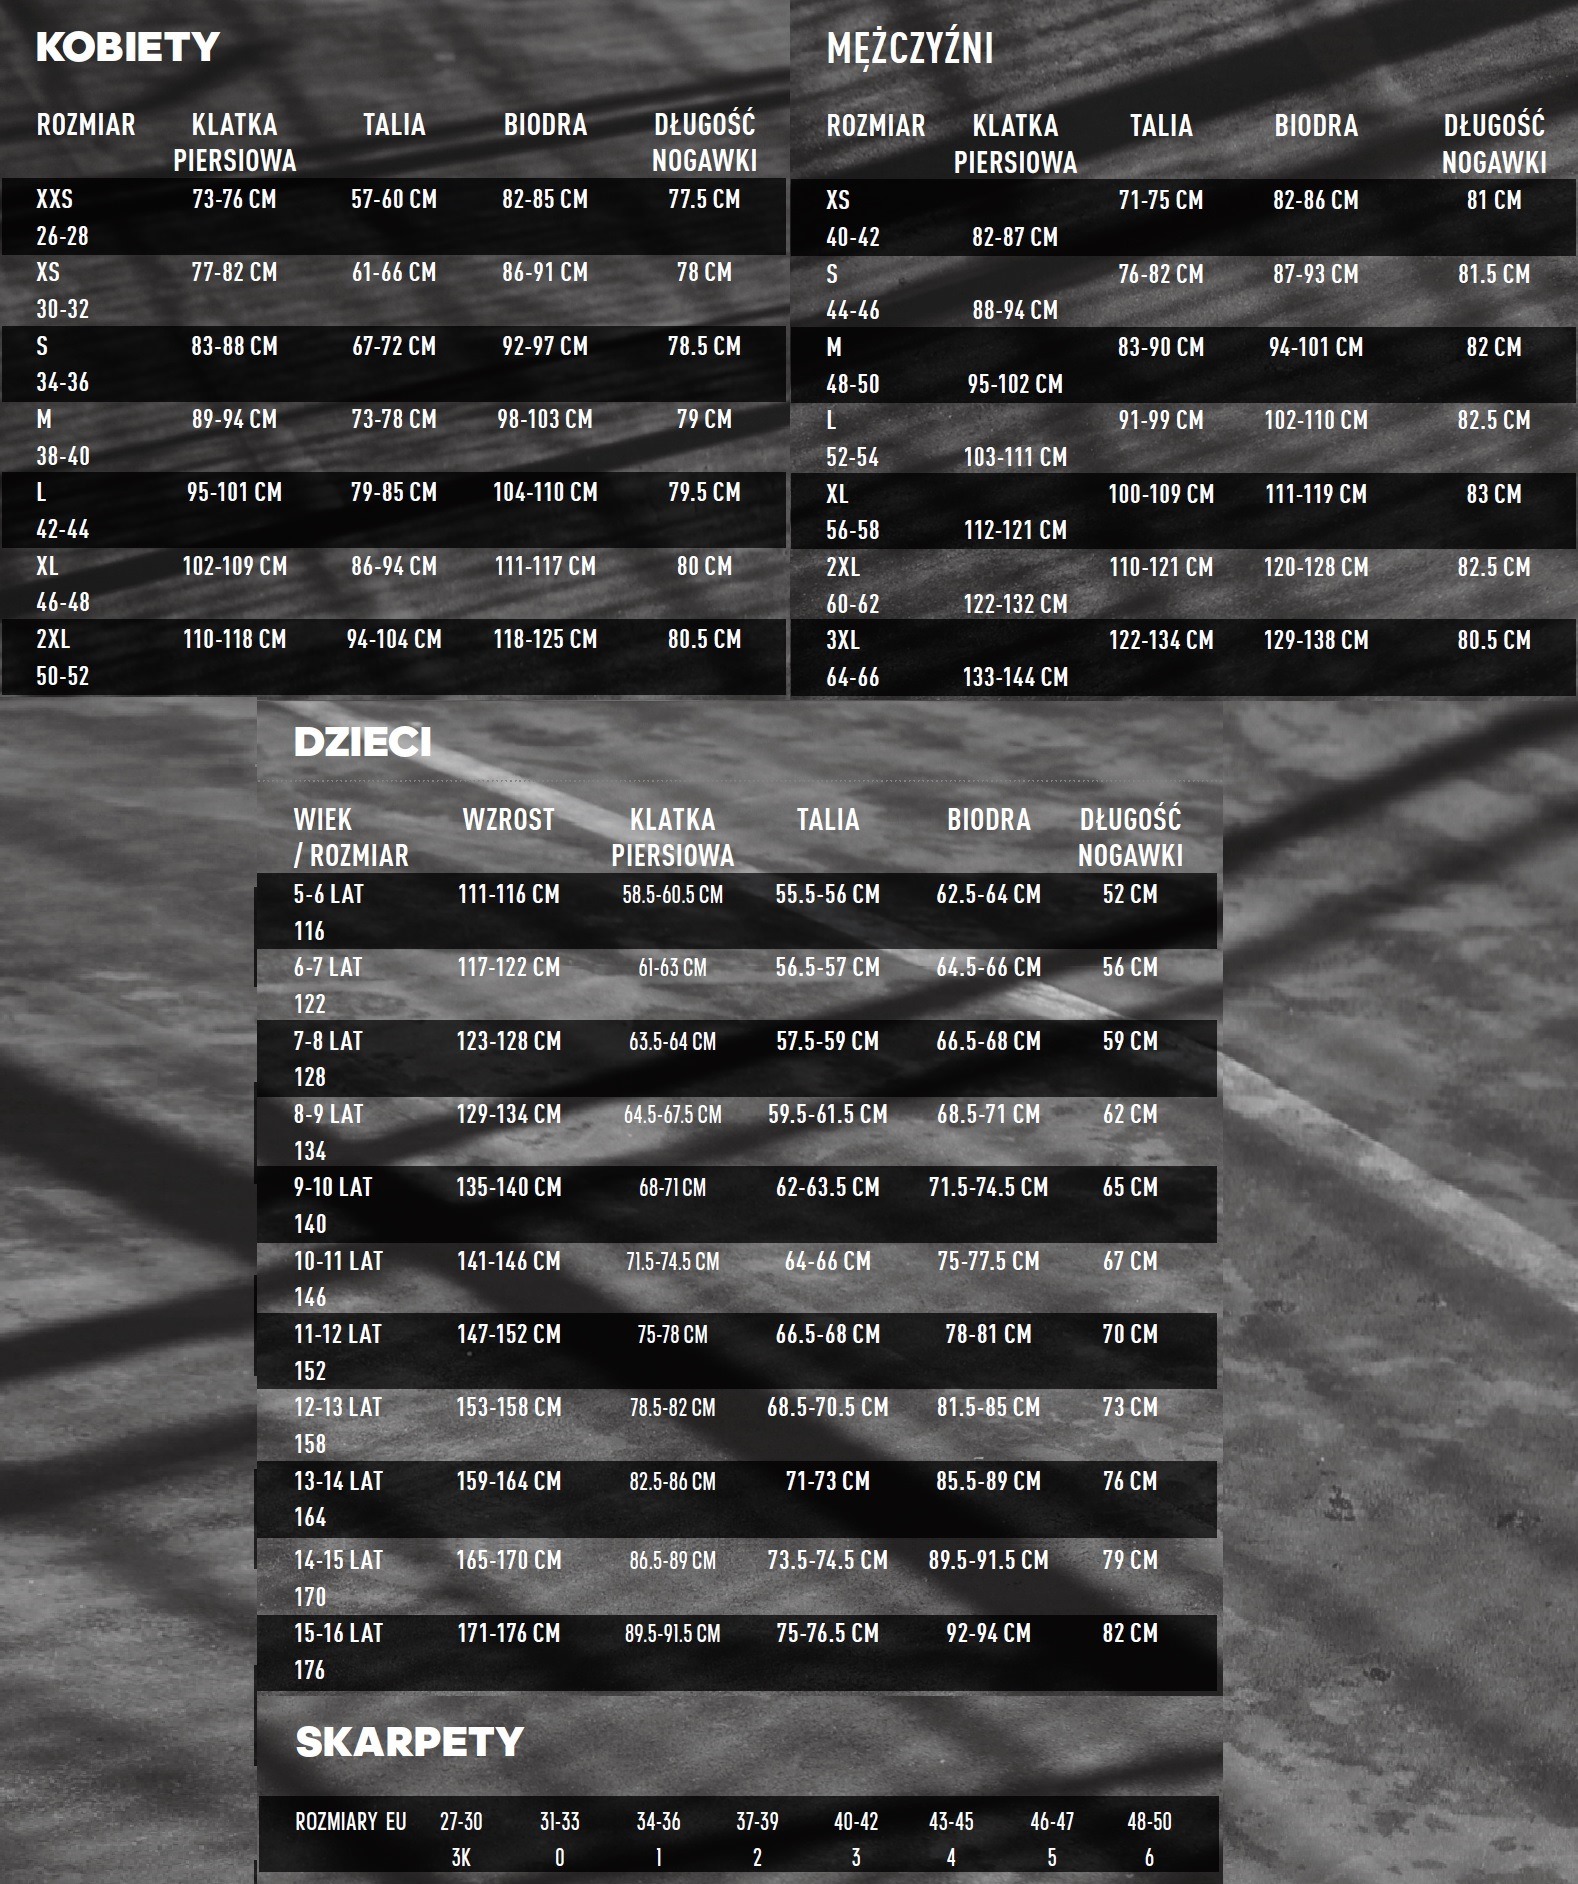 KOBIETY
ROZMIAR KLATKA TALIA BIODRA DŁUGOŚĆ
PIERSIOWA NOGAWKI
XXS 73-76 CM 57-60 CM 82-85 CM 77.5 CM
26-28
XS 77-82 CM 61-66 CM 86-91 CM 78 CM
30-32
S 83-88 CM 67-72 CM 92-97 CM 78.5 CM
34-36
M 89-94 CM 73-78 CM 98-103 CM 79 CM
38-40
L 95-101 CM 79-85 CM 104-110 CM 79.5 CM
42-44
XL 102-109 CM 86-94 CM 111-117 CM 80 CM
46-48
2XL 110-118 CM 94-104 CM 118-125 CM 80.5 CM
50-52
MĘŻCZYŹNI
ROZMIAR KLATKA TALIA BIODRA DŁUGOŚĆ
PIERSIOWA NOGAWKI
XS 71-75 CM 82-86 CM 81 CM
40-42 82-87 CM
S 76-82 CM 87-93 CM 81.5 CM
44-46 88-94 CM
M 83-90 CM 94-101 CM 82 CM
48-50 95-102 CM
L 91-99 CM 102-110 CM 82.5 CM
52-54 103-111 CM
XL 100-109 CM 111-119 CM 83 CM
56-58 112-121 CM
2XL 110-121 CM 120-128 CM 82.5 CM
60-62 122-132 CM
3XL 122-134 CM 129-138 CM 80.5 CM
64-66 133-144 CM
DZIECI
WIEK WZROST KLATKA TALIA BIODRA DŁUGOŚĆ
/ ROZMIAR PIERSIOWA NOGAWKI
5-6 LAT 111-116 CM 58.5-60.5 CM 55.5-56 CM 62.5-64 CM 52 CM
116
6-7 LAT 117-122 CM 61-63 CM 56.5-57 CM 64.5-66 CM 56 CM
122
7-8 LAT 123-128 CM 63.5-64 CM 57.5-59 CM 66.5-68 CM 59 CM
128
8-9 LAT 129-134 CM 64.5-67.5 CM 59.5-61.5 CM 68.5-71 CM 62 CM
134
9-10 LAT 135-140 CM 68-71 CM 62-63.5 CM 71.5-74.5 CM 65 CM
140
10-11 LAT 141-146 CM 71.5-74.5 CM 64-66 CM 75-77.5 CM 67 CM
146
11-12 LAT 147-152 CM 75-78 CM 66.5-68 CM 78-81 CM 70 CM
152
12-13 LAT 153-158 CM 78.5-82 CM 68.5-70.5 CM 81.5-85 CM 73 CM
158
13-14 LAT 159-164 CM 82.5-86 CM 71-73 CM 85.5-89 CM 76 CM
164
14-15 LAT 165-170 CM 86.5-89 CM 73.5-74.5 CM 89.5-91.5 CM 79 CM
170
15-16 LAT 171-176 CM 89.5-91.5 CM 75-76.5 CM 92-94 CM 82 CM
176
SKARPETY
ROZMIARY EU 27-30 31-33 34-36 37-39 40-42 43-45 46-47 48-50
3K 0 1 2 3 4 5 6